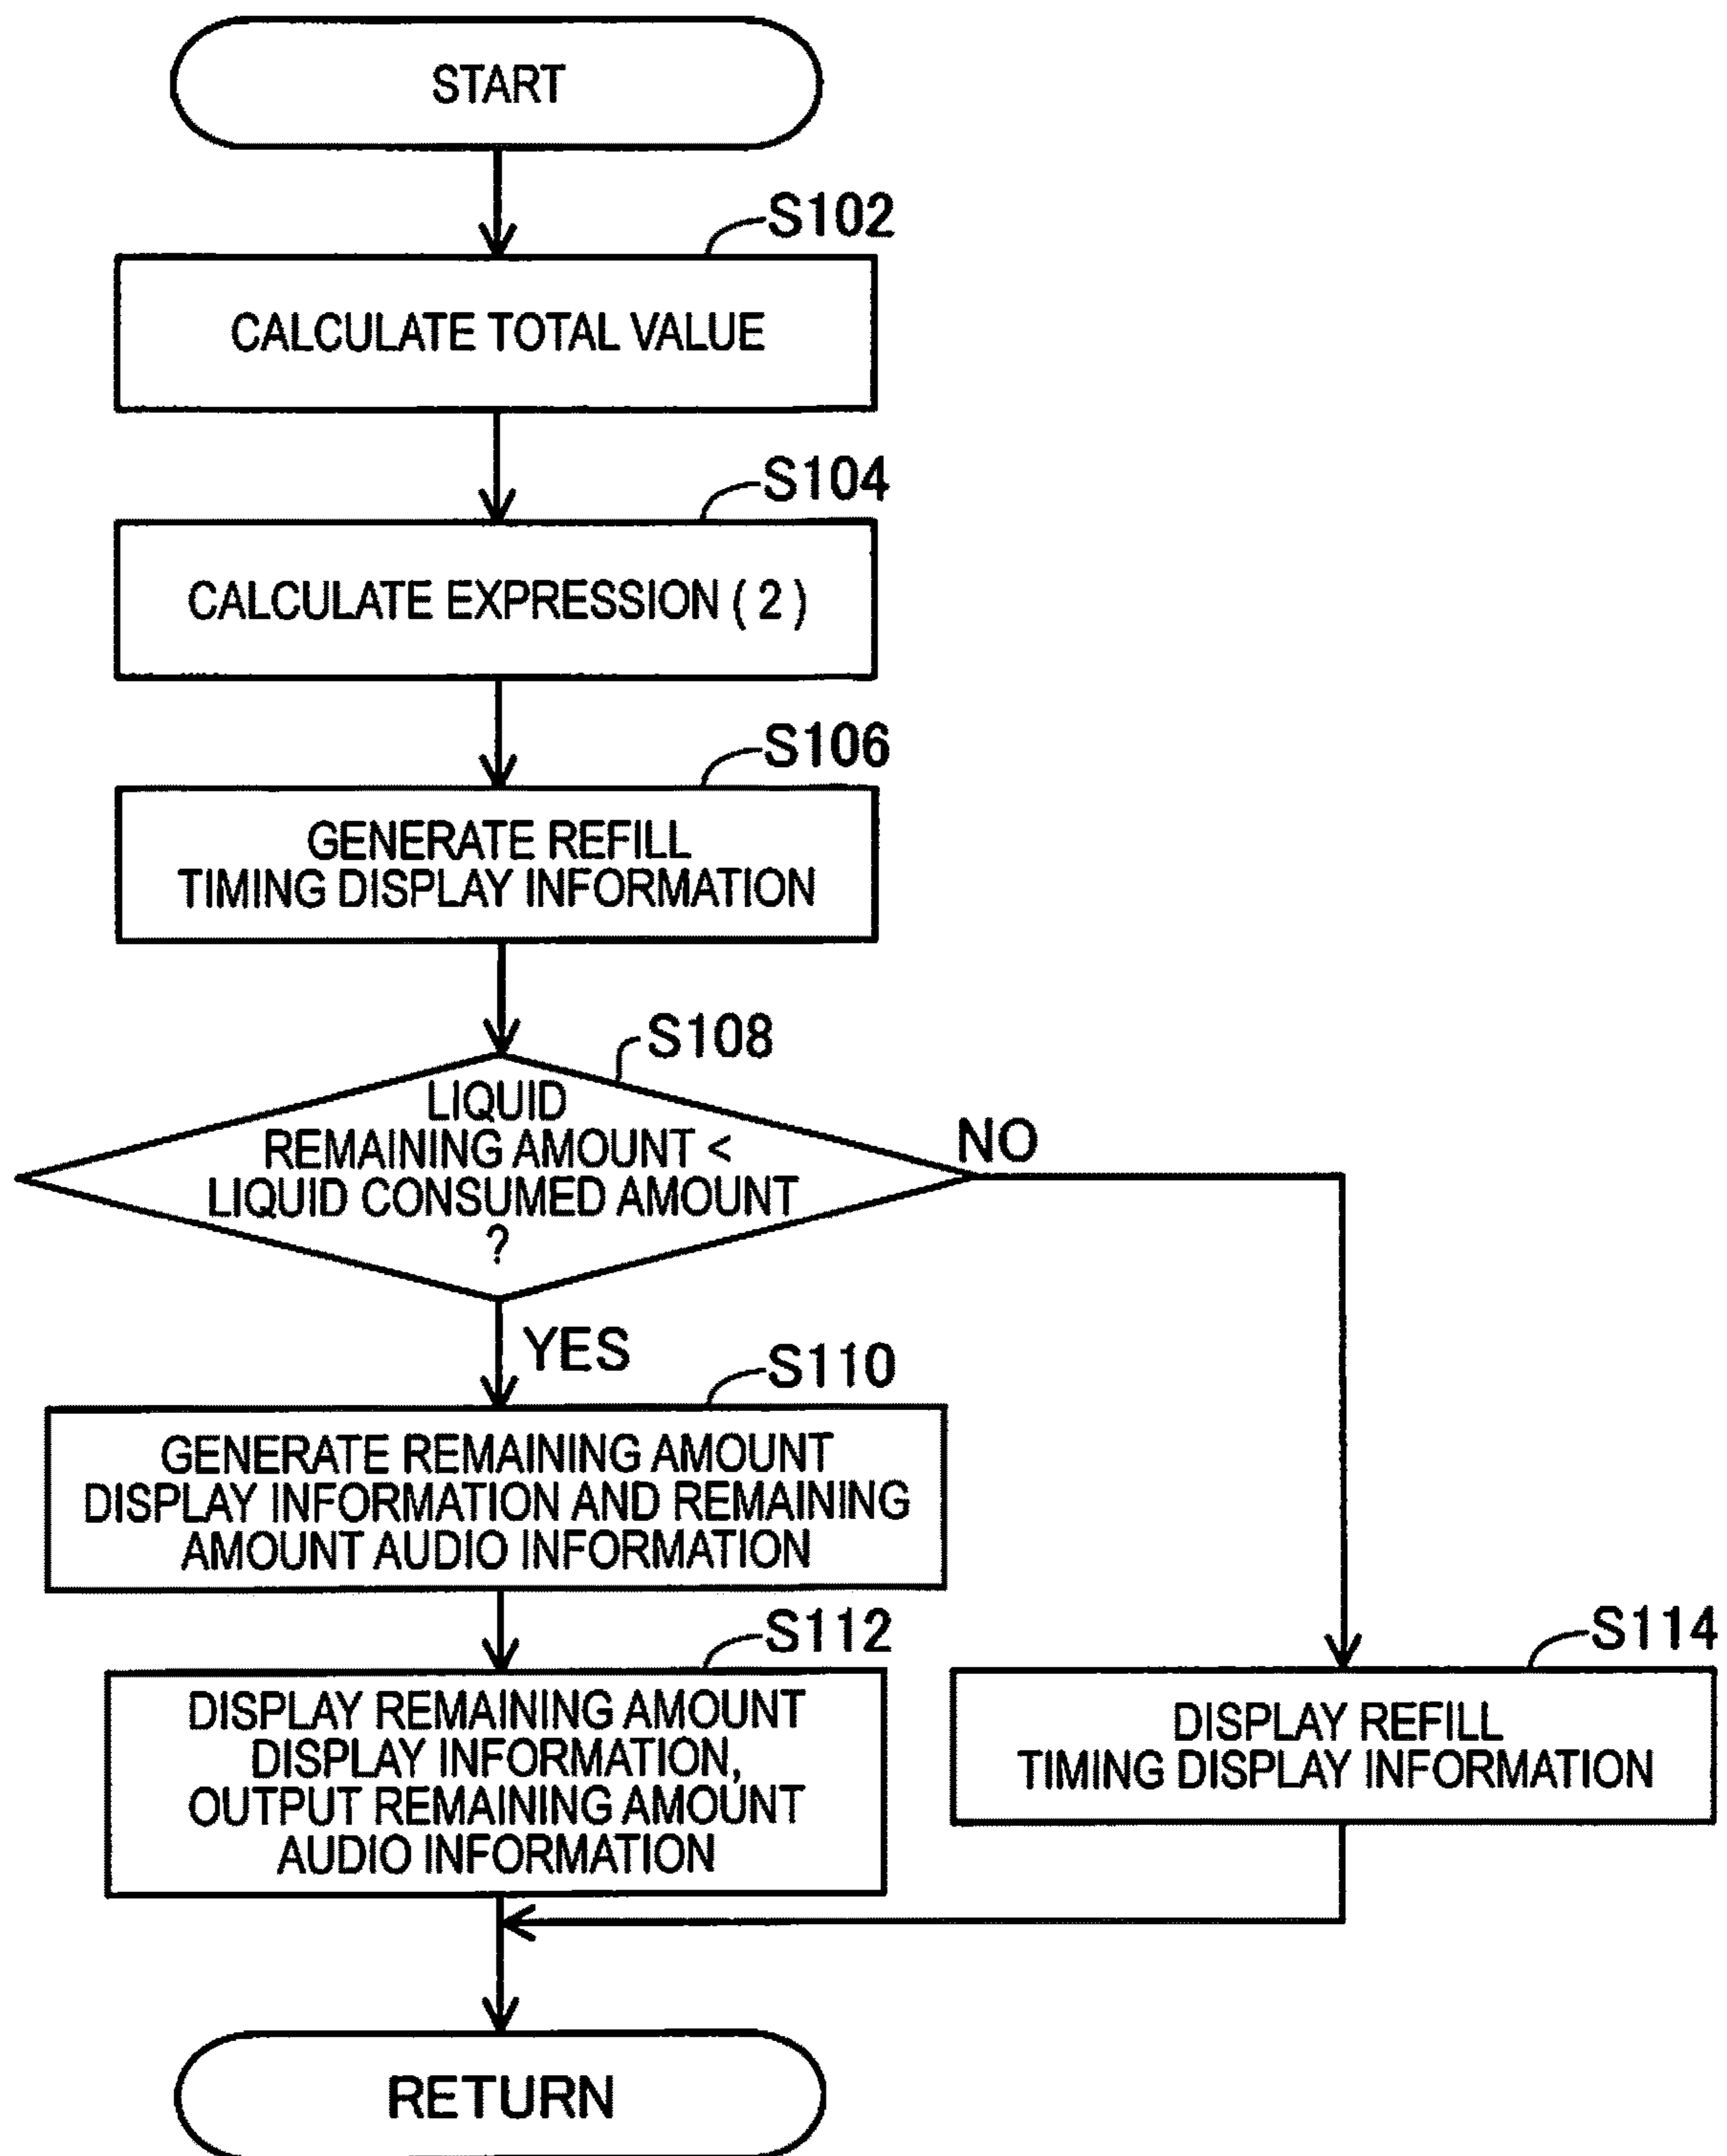 START
S102
CALCULATE TOTAL VALUE
S104
CALCULATE EXPRESSION ( 2 )
S106
GENERATE REFILL
TIMING DISPLAY INFORMATION
S108
LIQUID
REMAINING AMOUNT <
LIQUID CONSUMED AMOUNT
?
NO
YES
S110
GENERATE REMAINING AMOUNT
DISPLAY INFORMATION AND REMAINING
AMOUNT AUDIO INFORMATION
S112
DISPLAY REMAINING AMOUNT
DISPLAY INFORMATION,
OUTPUT REMAINING AMOUNT
AUDIO INFORMATION
S114
DISPLAY REFILL
TIMING DISPLAY INFORMATION
RETURN